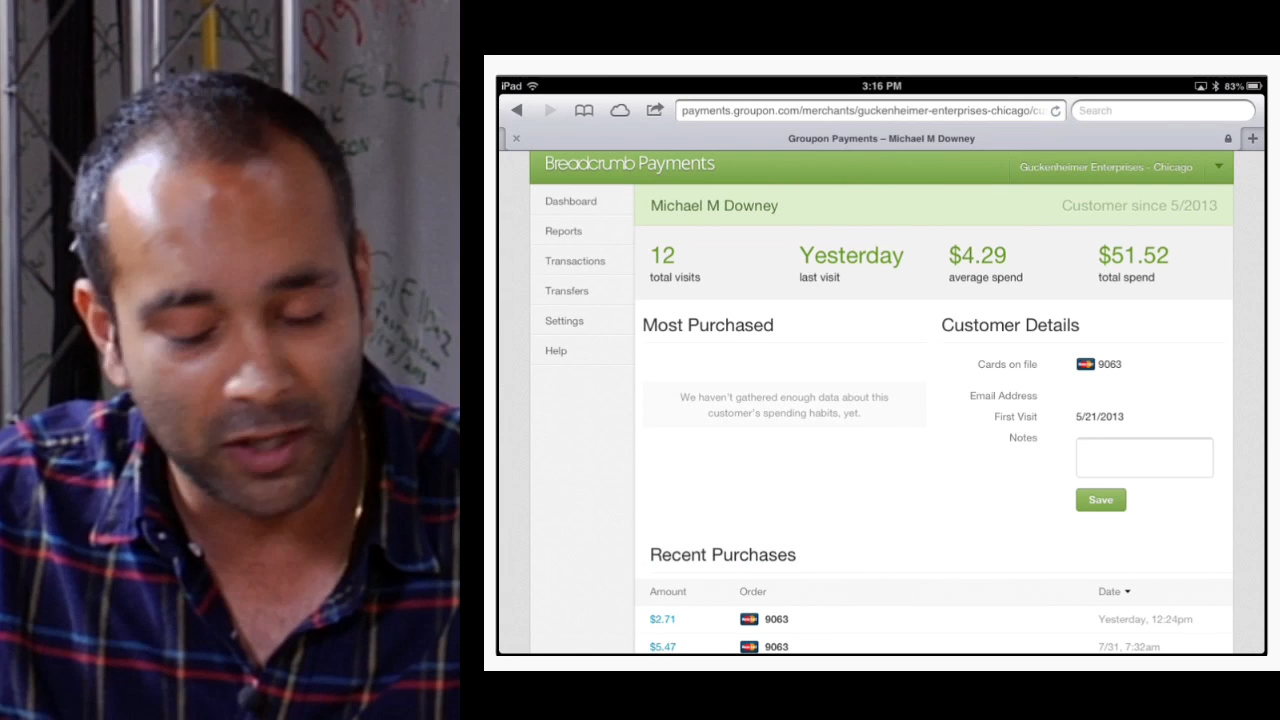 iPad 3:16 PM 83%
payments.groupon.com/merchants/guckenheimer-enterprises-chicago/cu
Search
Groupon Payments – Michael M Downey
Breadcrumb Payments
Guckenheimer Enterprises - Chicago
Dashboard
Reports
Transactions
Transfers
Settings
Help
Michael M Downey
Customer since 5/2013
12
total visits
Yesterday
last visit
$4.29
average spend
$51.52
total spend
Most Purchased
We haven't gathered enough data about this
customer's spending habits, yet.
Customer Details
Cards on file 9063
Email Address
First Visit 5/21/2013
Notes
Save
Recent Purchases
Amount Order Date
$2.71 9063 Yesterday, 12:24pm
$5.47 9063 7/31, 7:32am